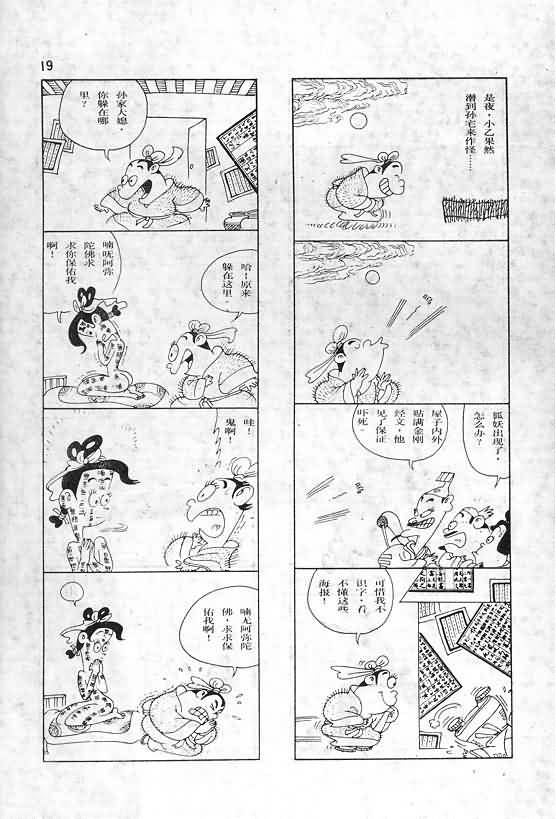 19
是夜，小乙果然
潜到孙宅来作怪……
狐妖出现了，
怎么办？
屋子内外
贴满金刚
经文，他
见了保证
吓死。
可惜我不
识字，看
不懂这些
海报！
孙家大媳，
你躲在哪
里？
哈！原来
躲在这里。
喃呒阿弥
陀佛求
求你保佑我
啊！
哇！
鬼啊！
喃无阿弥陀
佛，求求保
佑我啊！